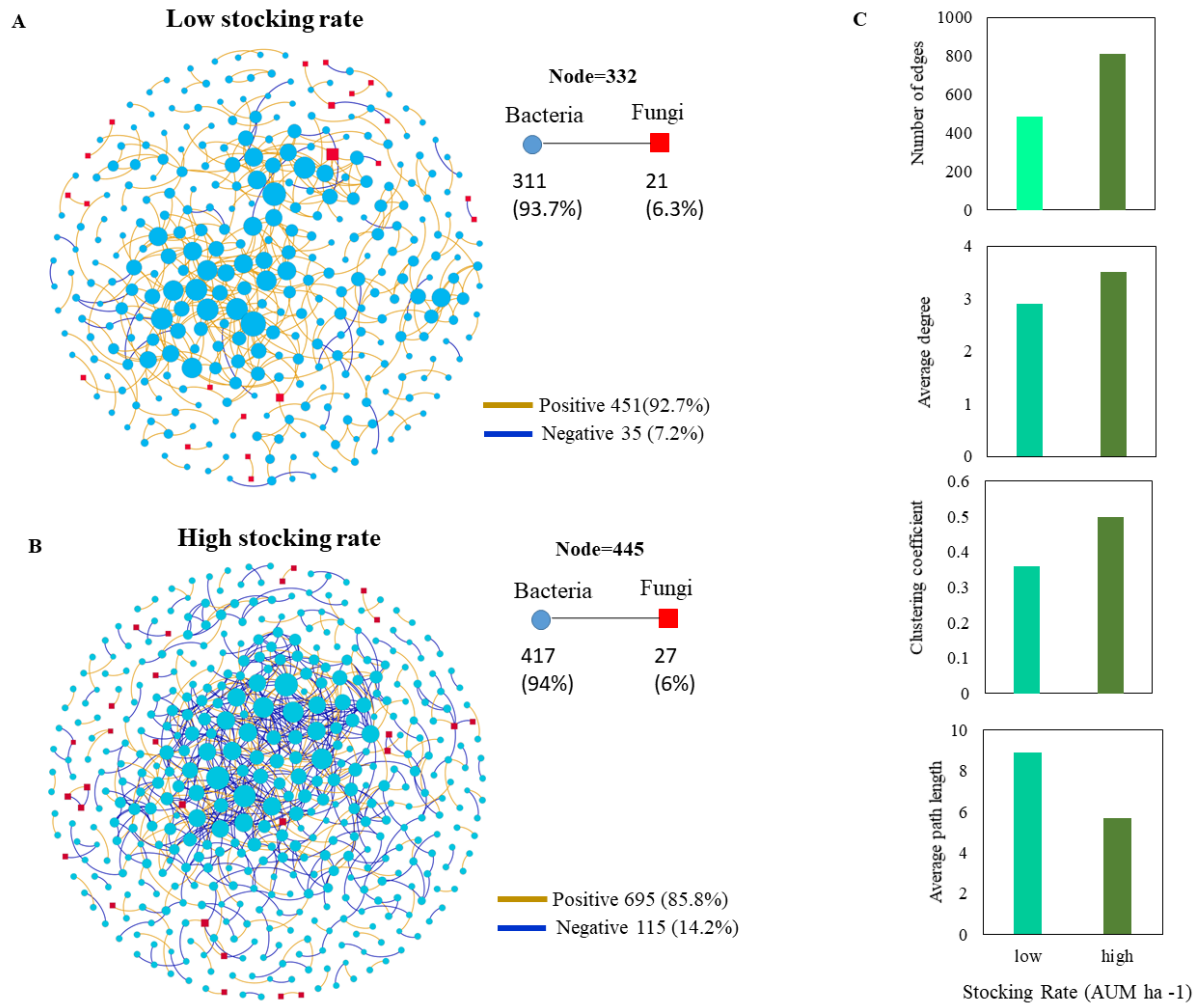 A
Low stocking rate
Node=332
Bacteria
Fungi
311
(93.7%)
21
(6.3%)
Positive 451(92.7%)
Negative 35 (7.2%)
B
High stocking rate
Node=445
Bacteria
Fungi
417
(94%)
27
(6%)
Positive 695 (85.8%)
Negative 115 (14.2%)
C
Number of edges
1000
800
600
400
200
0
Average degree
4
3
2
1
0
Clustering coefficient
0.6
0.5
0.4
0.3
0.2
0.1
0
Average path length
10
8
6
4
2
0
low
high
Stocking Rate (AUM ha -1)